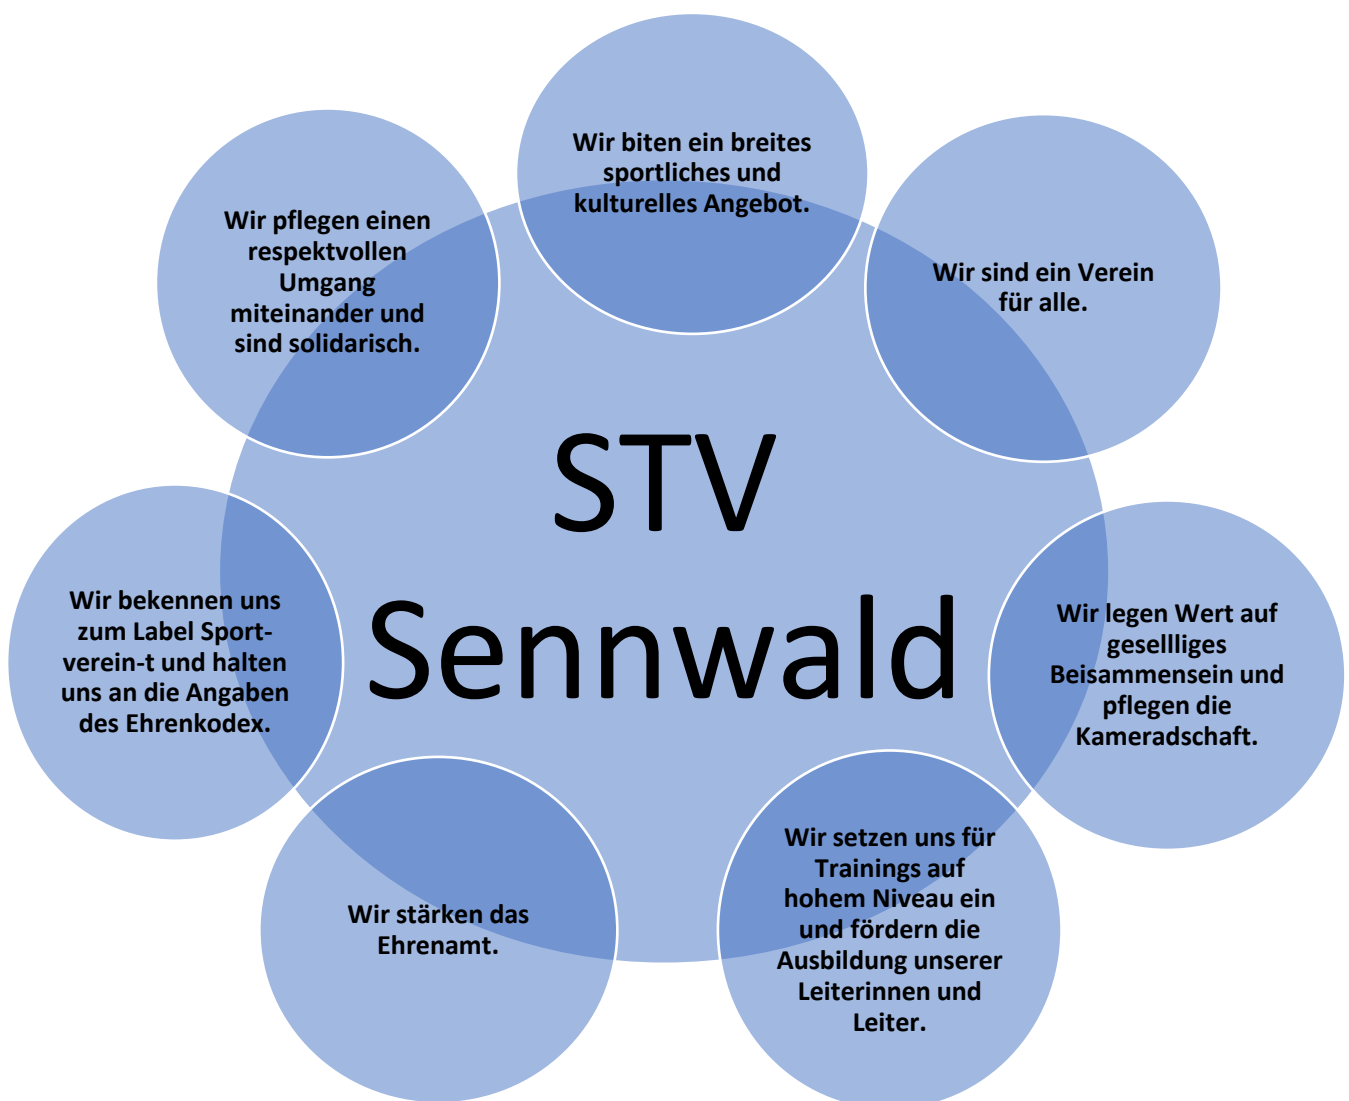 Wir biten ein breites
sportliches und
kulturelles Angebot.
Wir sind ein Verein
für alle.
Wir legen Wert auf
geselliges
Beisammensein und
pflegen die
Kameradschaft.
Wir setzen uns für
Trainings auf
hohem Niveau ein
und fördern die
Ausbildung unserer
Leiterinnen und
Leiter.
Wir stärken das
Ehrenamt.
Wir bekennen uns
zum Label Sport-
verein-t und halten
uns an die Angaben
des Ehrenkodex.
Wir pflegen einen
respektvollen
Umgang
miteinander und
sind solidarisch.
STV
Sennwald